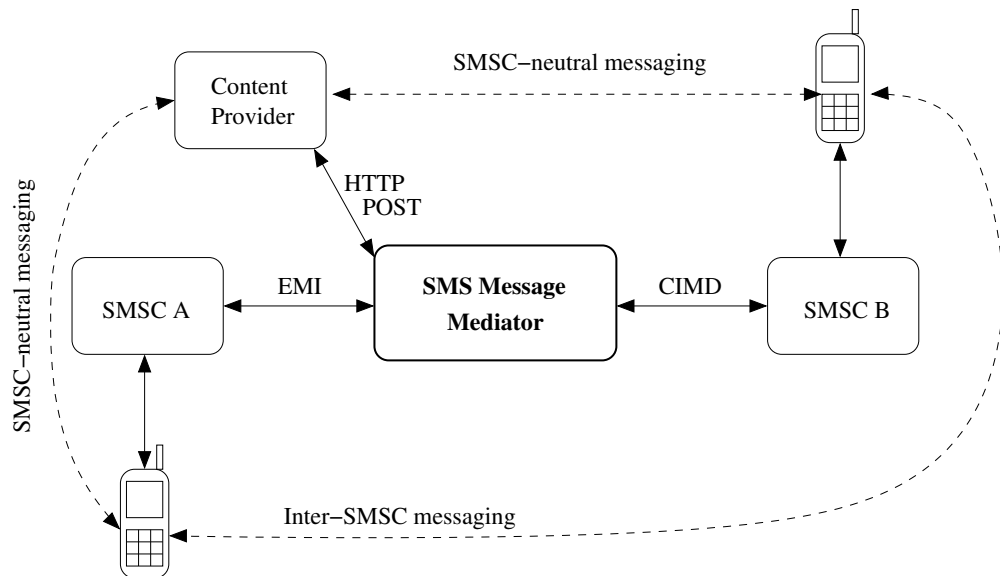 SMSC−neutral messaging
Content
Provider
HTTP
POST
SMSC−neutral messaging
SMSC A
EMI
SMS Message
Mediator
CIMD
SMSC B
Inter−SMSC messaging